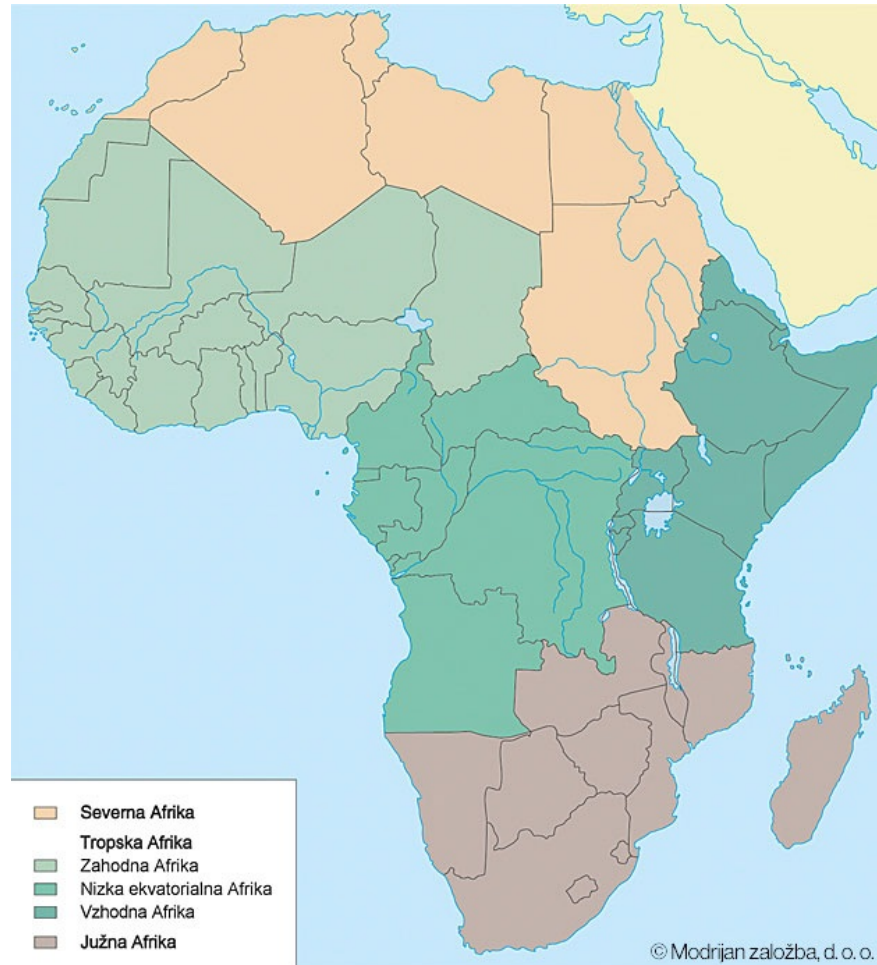 Severna Afrika
Tropska Afrika
Zahodna Afrika
Nizka ekvatorialna Afrika
Vzhodna Afrika
Južna Afrika
© Modrijan založba, d. o. o.